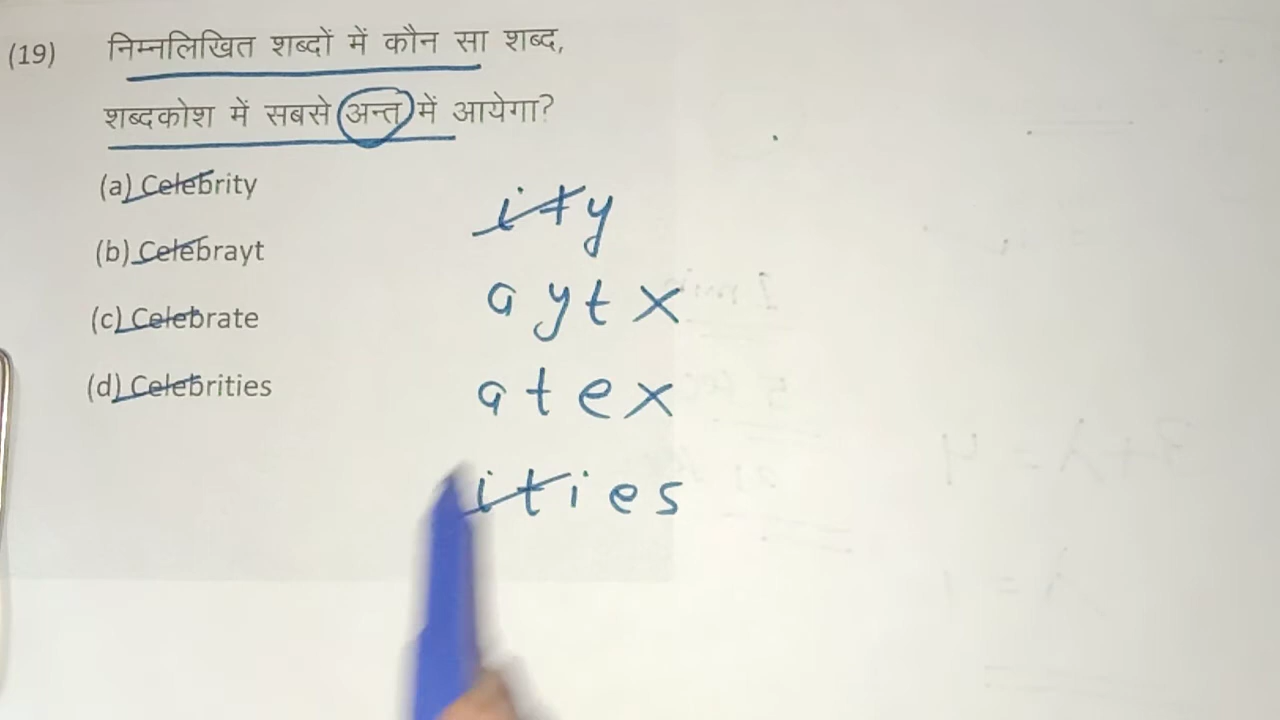 (19) निम्नलिखित शब्दों में कौन सा शब्द,
शब्दकोश में सबसे अन्त में आयेगा?
(a) Celebrity
(b) Celebrayt
(c) Celebrate
(d) Celebrities
ity
aytx
atex
ities